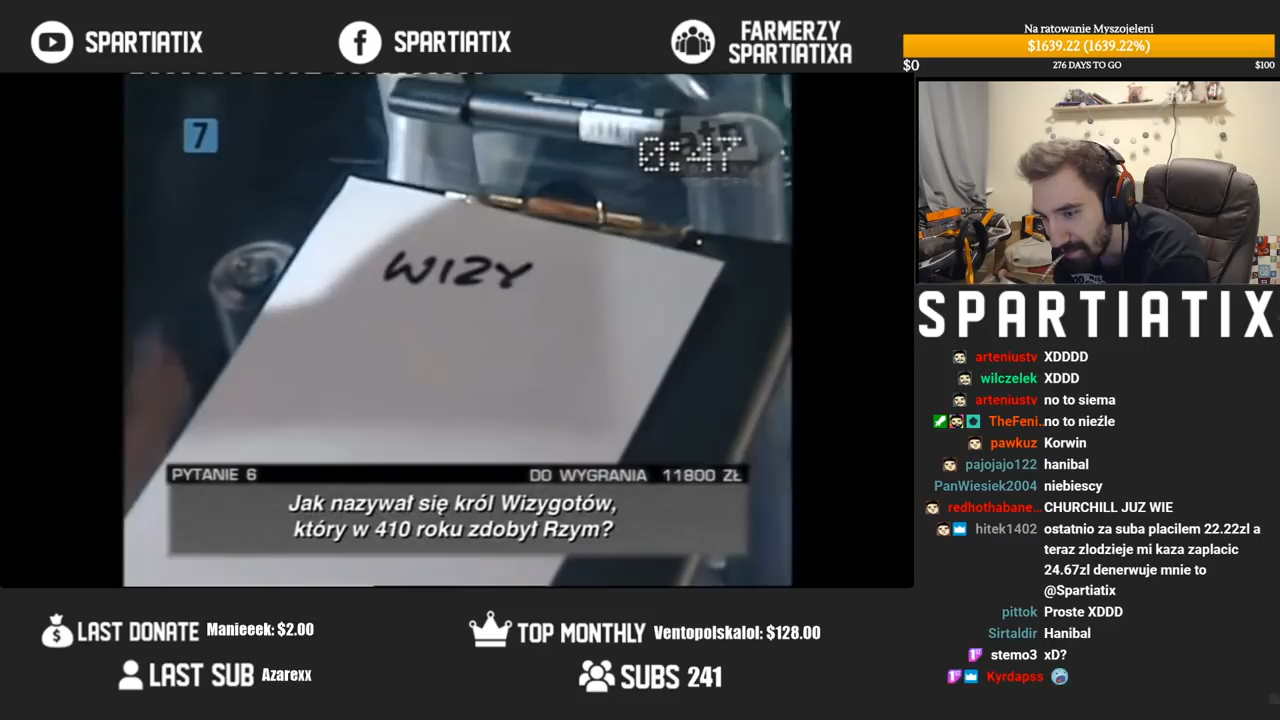 SPARTIATIX
SPARTIATIX
FARMERZY
SPARTIATIXA
Na ratowanie Myszojeleni
$1639.22 (1639.22%)
$0
276 DAYS TO GO
$100
7
0:47
WIZY
PYTANIE 6
DO WYGRANIA 11800 ZŁ
Jak nazywał się król Wizygotów,
który w 410 roku zdobył Rzym?
SPARTIATIX
arteniustv XDDDD
wilczelek XDDD
arteniustv no to siema
TheFeni.. no to nieźle
pawkuz Korwin
pajojajo122 hanibal
PanWiesiek2004 niebiescy
redhothabane... CHURCHILL JUZ WIE
hitek1402 ostatnio za suba placilem 22.22zl a
teraz zlodzieje mi kaza zaplacic
24.67zl denerwuje mnie to
@Spartiatix
pittok Proste XDDD
Sirtaldir Hanibal
stemo3 xD?
Kyrdapss
LAST DONATE Manieeek: $2.00
TOP MONTHLY Ventopolskalol: $128.00
LAST SUB Azarexx
SUBS 241